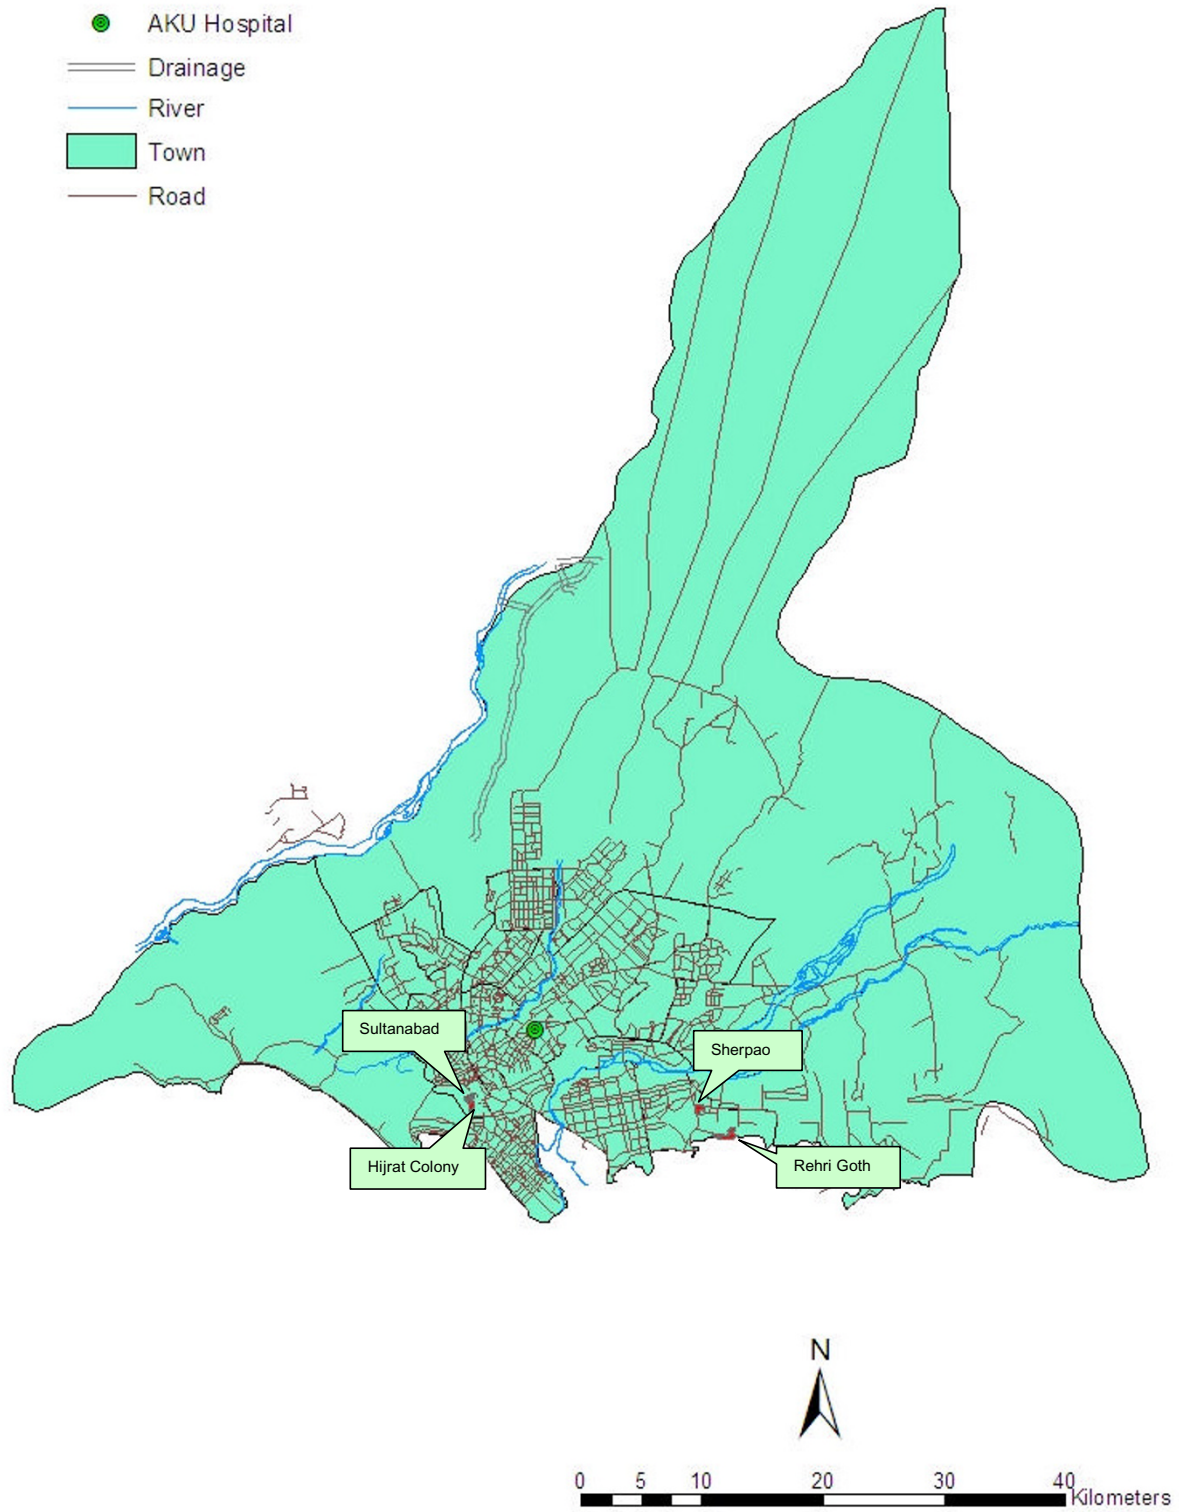 AKU Hospital
Drainage
River
Town
Road
Sultanabad
Sherpao
Hijrat Colony
Rehri Goth
N
0 5 10 20 30 40
Kilometers